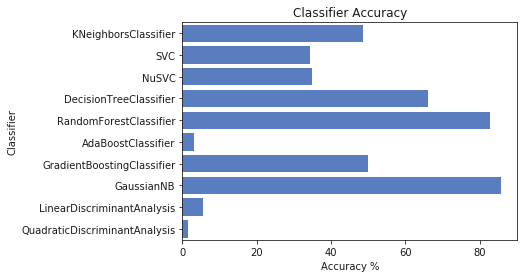 Classifier Accuracy
Classifier
KNeighborsClassifier
SVC
NuSVC
DecisionTreeClassifier
RandomForestClassifier
AdaBoostClassifier
GradientBoostingClassifier
GaussianNB
LinearDiscriminantAnalysis
QuadraticDiscriminantAnalysis
0 20 40 60 80
Accuracy %